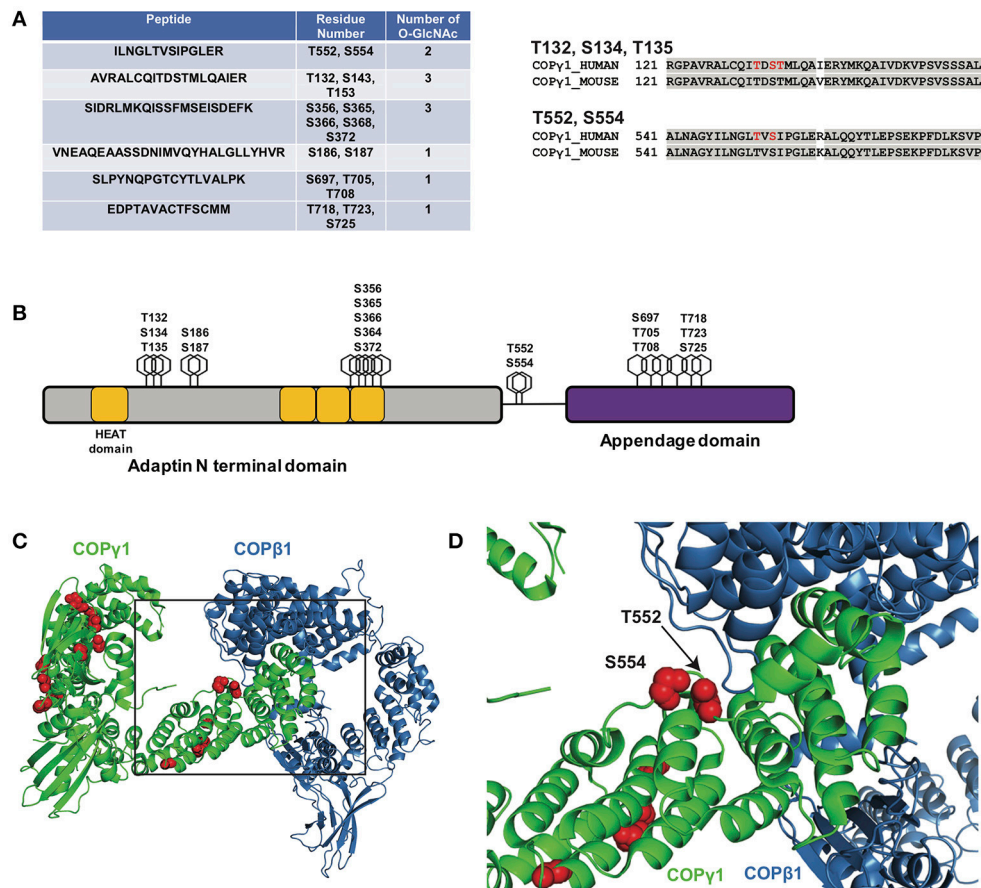 A
Peptide Residue Number Number of O-GlcNAc
ILNGLTVSIPGLER T552, S554 2
AVRALCQITDSTMLQAIER T132, S143, T153 3
SIDRLMKQISSFMSEISDEFK S356, S365, S366, S368, S372 3
VNEAQEAASSDNIMVQYHALGLLYHVR S186, S187 1
SLPYNQPGTCYTLVALPK S697, T705, T708 1
EDPTAVACTFSCMM T718, T723, S725 1
T132, S134, T135
COPγ1_HUMAN 121 RGPAVRALCQITDSTMLQAIERYMKQAIVDKVPSVSSSAL
COPγ1_MOUSE 121 RGPAVRALCQITDSTMLQAVERYMKQAIVDKVPSVSSSAL
T552, S554
COPγ1_HUMAN 541 ALNAGYILNGLTVSIPGLERALQQYTLEPSEKPFDLKSVP
COPγ1_MOUSE 541 ALNAGYILNGLTVSIPGLEKALQQYTLEPSEKPFDLKSVP
B
T132
S134
T135
S186
S187
S356
S365
S366
S364
S372
T552
S554
S697
T705
T708
T718
T723
S725
HEAT
domain
Adaptin N terminal domain
Appendage domain
C
COPγ1
COPβ1
D
T552
S554
COPγ1
COPβ1